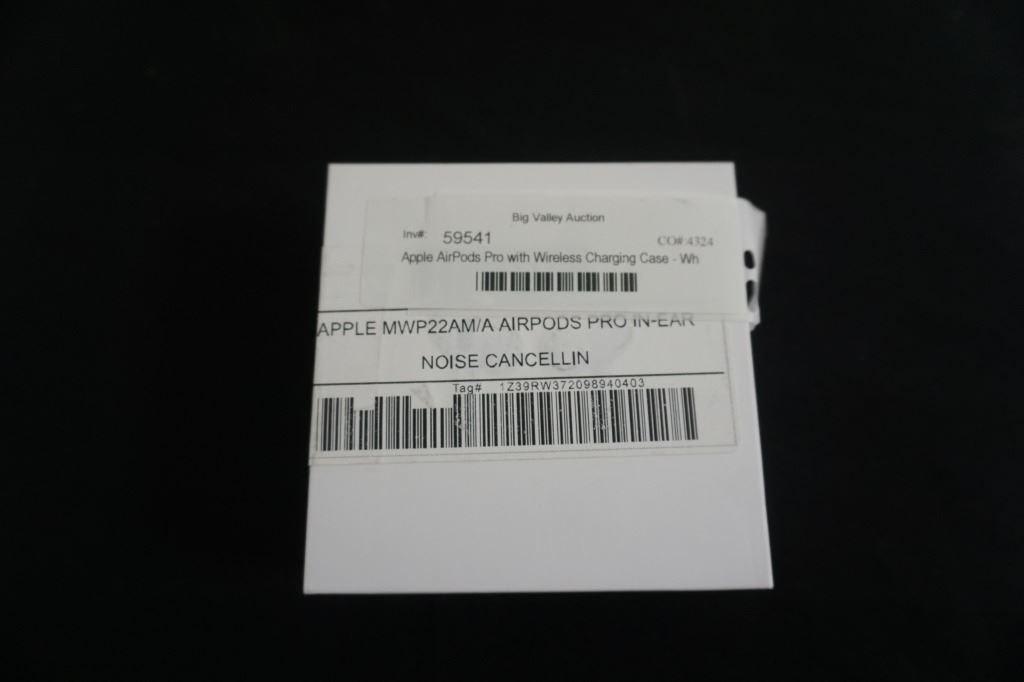 Big Valley Auction
Inv#: 59541 CO#:4324
Apple AirPods Pro with Wireless Charging Case - Wh
APPLE MWP22AM/A AIRPODS PRO IN-EAR
NOISE CANCELLIN
Tag# 1Z39RW372098940403